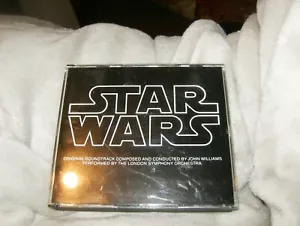 STAR
WARS
ORIGINAL SOUNDTRACK COMPOSED AND CONDUCTED BY JOHN WILLIAMS
PERFORMED BY THE LONDON SYMPHONY ORCHESTRA